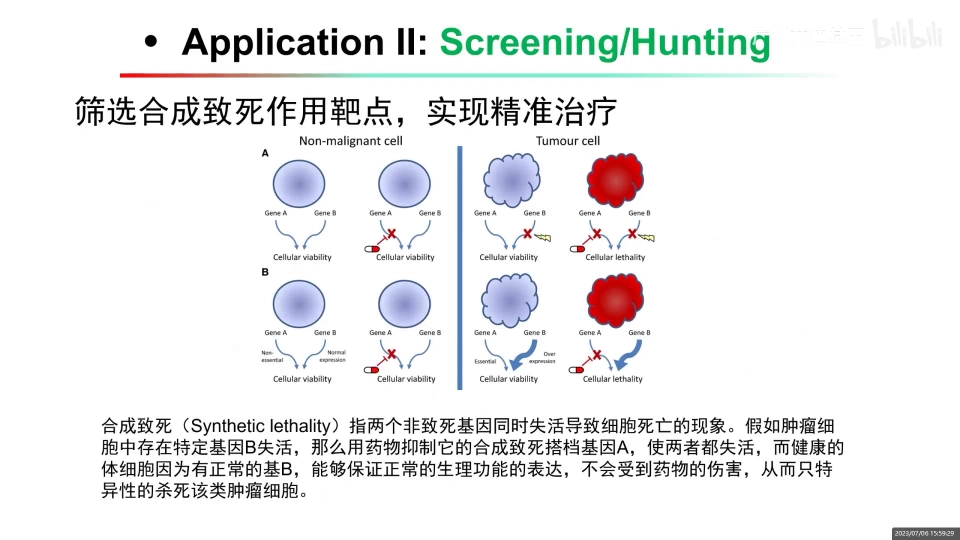 • Application II: Screening/Hunting
bilibili
筛选合成致死作用靶点，实现精准治疗
Non-malignant cell
Tumour cell
A
Gene A
Gene B
Gene A
Gene B
Gene A
Gene B
Gene A
Gene B
Cellular viability
Cellular viability
Cellular viability
Cellular lethality
B
Gene A
Gene B
Gene A
Gene B
Gene A
Gene B
Gene A
Gene B
Non-
essential
Normal
expression
Essential
Over
expression
Cellular viability
Cellular viability
Cellular viability
Cellular lethality
合成致死（Synthetic lethality）指两个非致死基因同时失活导致细胞死亡的现象。假如肿瘤细
胞中存在特定基因B失活，那么用药物抑制它的合成致死搭档基因A，使两者都失活，而健康的
体细胞因为有正常的基B，能够保证正常的生理功能的表达，不会受到药物的伤害，从而只特
异性的杀死该类肿瘤细胞。
2023/07/06 15:59:29